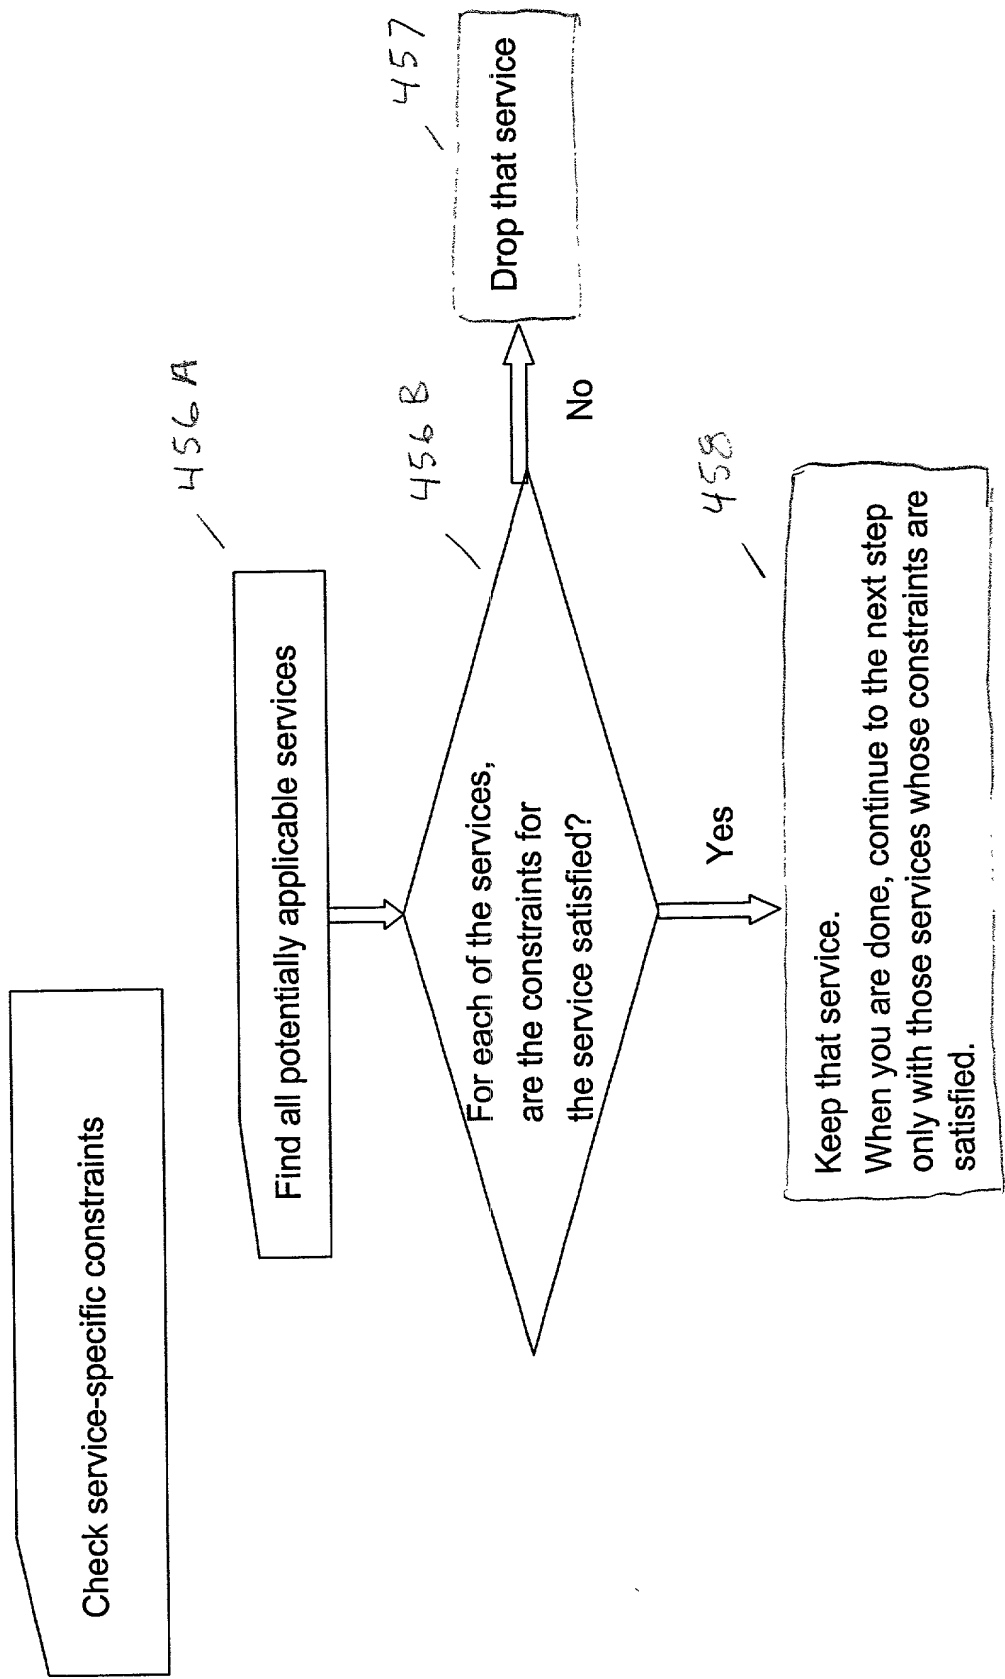 Check service-specific constraints
456A
Find all potentially applicable services
456B
For each of the services,
are the constraints for
the service satisfied?
No
457
Drop that service
Yes
458
Keep that service.
When you are done, continue to the next step
only with those services whose constraints are
satisfied.